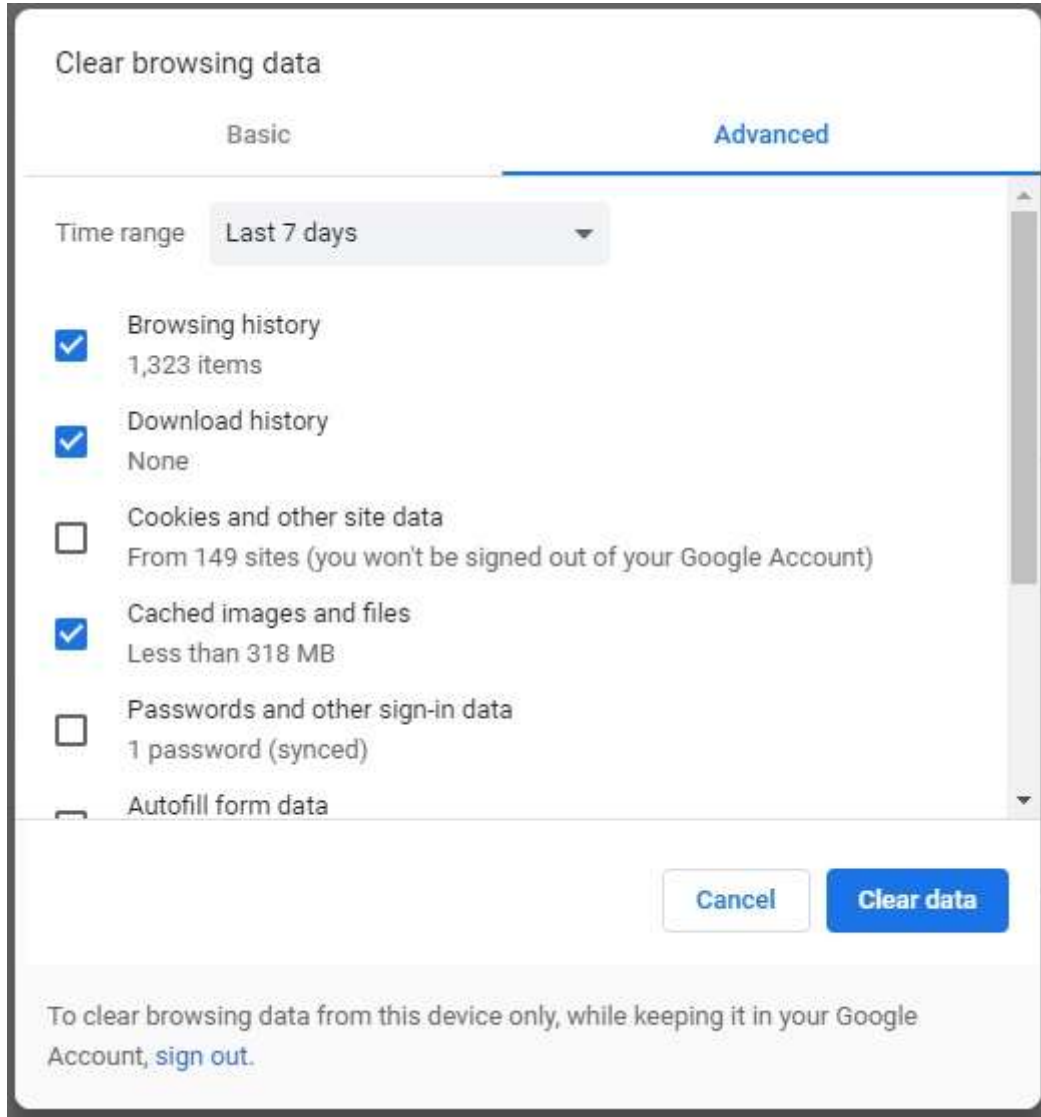 Clear browsing data
Basic
Advanced
Time range
Last 7 days
Browsing history
1,323 items
Download history
None
Cookies and other site data
From 149 sites (you won't be signed out of your Google Account)
Cached images and files
Less than 318 MB
Passwords and other sign-in data
1 password (synced)
Autofill form data
Cancel
Clear data
To clear browsing data from this device only, while keeping it in your Google
Account, sign out.